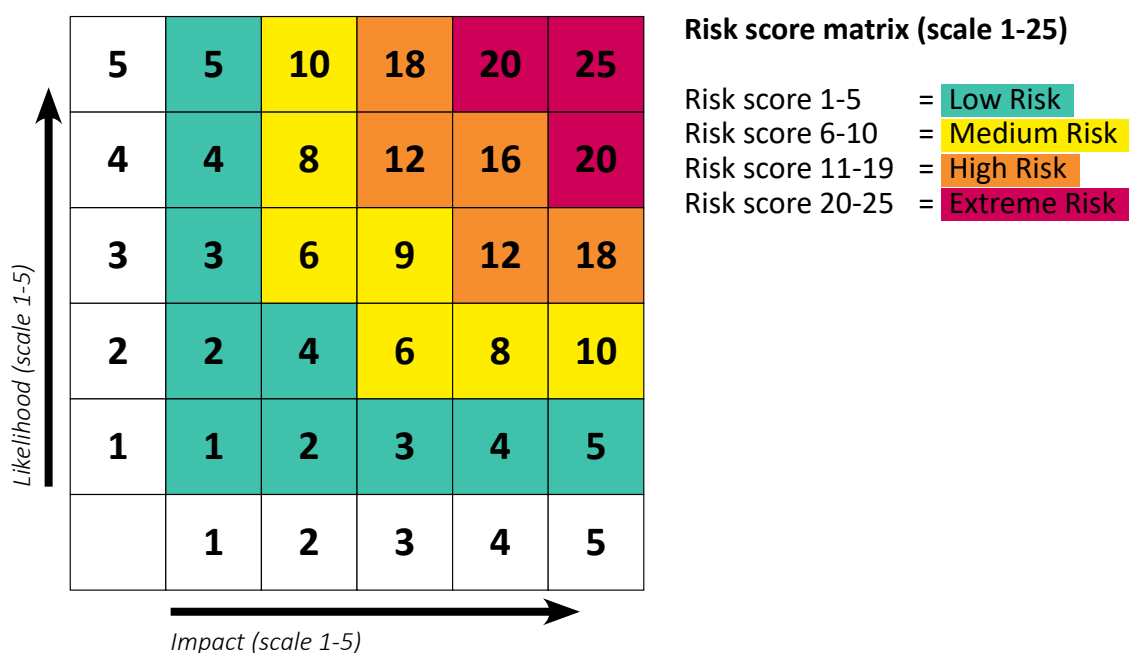 Risk score matrix (scale 1-25)
Risk score 1-5 = Low Risk
Risk score 6-10 = Medium Risk
Risk score 11-19 = High Risk
Risk score 20-25 = Extreme Risk
Likelihood (scale 1-5)
5 5 10 18 20 25
4 4 8 12 16 20
3 3 6 9 12 18
2 2 4 6 8 10
1 1 2 3 4 5
1 2 3 4 5
Impact (scale 1-5)